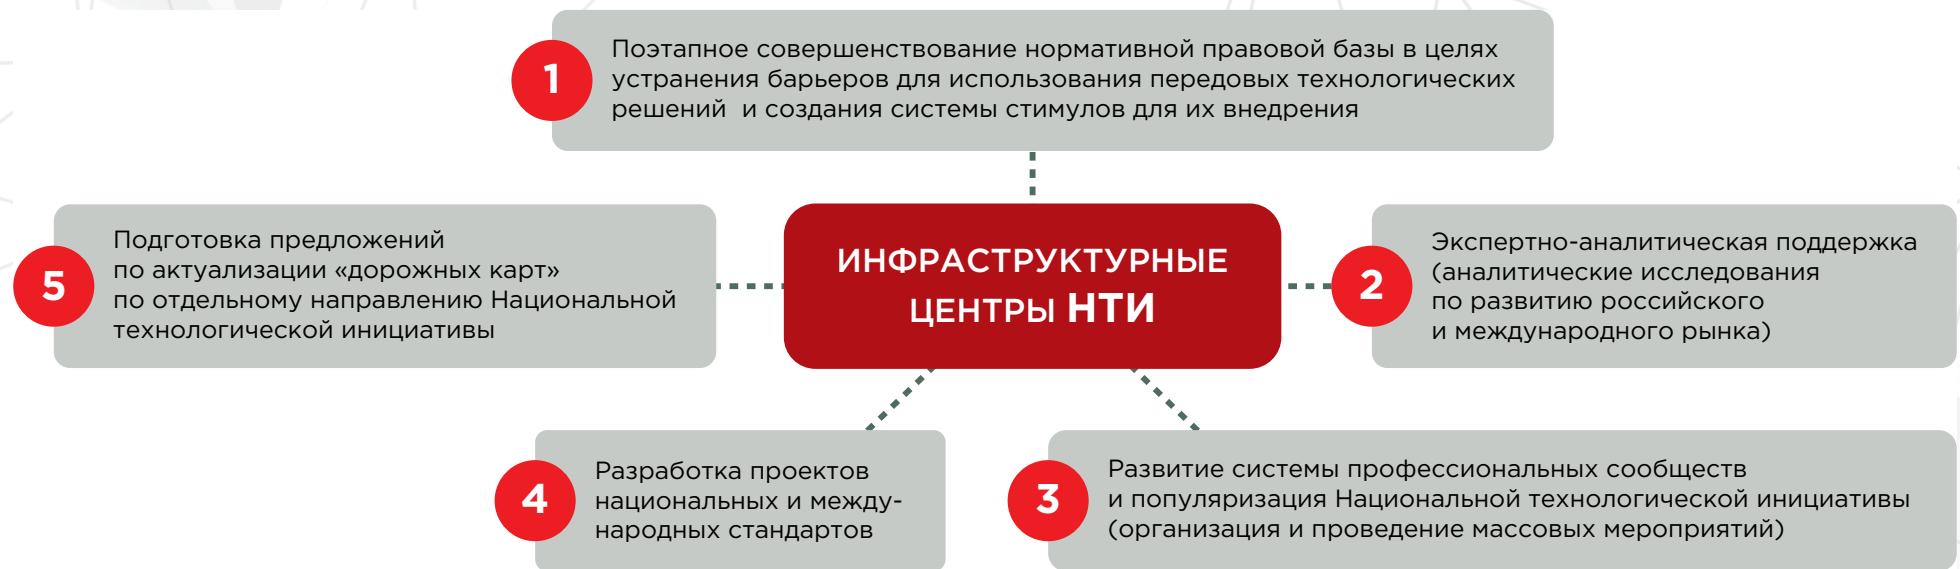 1
Поэтапное совершенствование нормативной правовой базы в целях
устранения барьеров для использования передовых технологических
решений и создания системы стимулов для их внедрения
ИНФРАСТРУКТУРНЫЕ
ЦЕНТРЫ НТИ
2
Экспертно-аналитическая поддержка
(аналитические исследования
по развитию российского
и международного рынка)
3
Развитие системы профессиональных сообществ
и популяризация Национальной технологической инициативы
(организация и проведение массовых мероприятий)
4
Разработка проектов
национальных и между-
народных стандартов
5
Подготовка предложений
по актуализации «дорожных карт»
по отдельному направлению Национальной
технологической инициативы